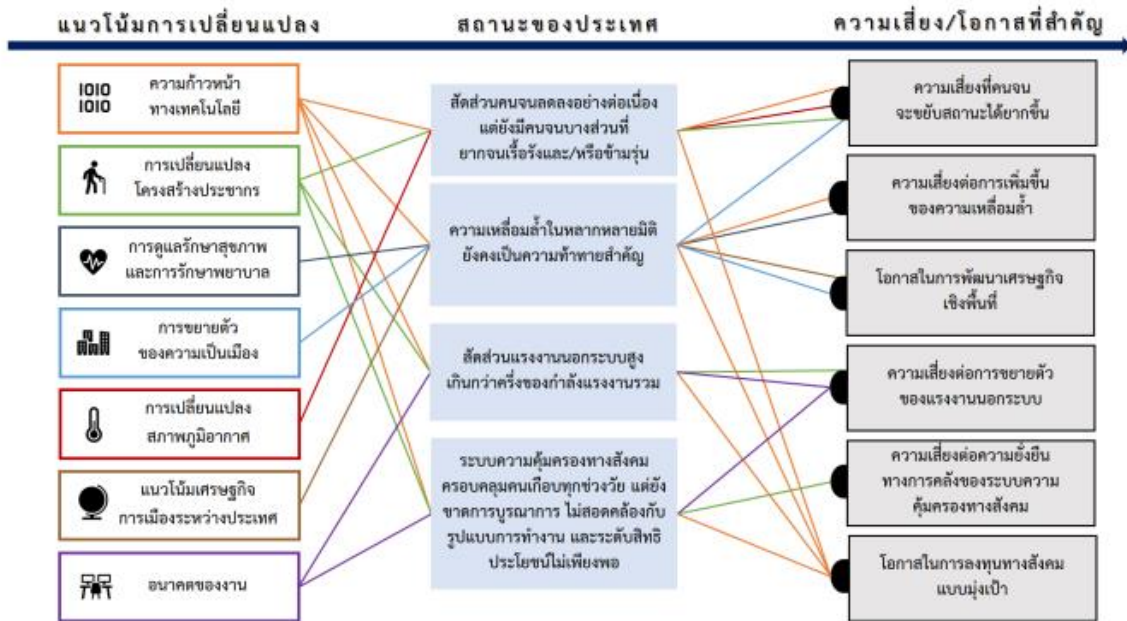 แนวโน้มการเปลี่ยนแปลง
สถานะของประเทศ
ความเสี่ยง/โอกาสที่สำคัญ
1010
1010
ความก้าวหน้า
ทางเทคโนโลยี
การเปลี่ยนแปลง
โครงสร้างประชากร
การดูแลรักษาสุขภาพ
และการรักษาพยาบาล
การขยายตัว
ของความเป็นเมือง
การเปลี่ยนแปลง
สภาพภูมิอากาศ
แนวโน้มเศรษฐกิจ
การเมืองระหว่างประเทศ
อนาคตของงาน
สัดส่วนคนจนลดลงอย่างต่อเนื่อง
แต่ยังมีคนจนบางส่วนที่
ยากจนเรื้อรังและ/หรือข้ามรุ่น
ความเหลื่อมล้ำในหลากหลายมิติ
ยังคงเป็นความท้าทายสำคัญ
สัดส่วนแรงงานนอกระบบสูง
เกินกว่าครึ่งของกำลังแรงงานรวม
ระบบความคุ้มครองทางสังคม
ครอบคลุมคนเกือบทุกช่วงวัย แต่ยัง
ขาดการบูรณาการ ไม่สอดคล้องกับ
รูปแบบการทำงาน และระดับสิทธิ
ประโยชน์ไม่เพียงพอ
ความเสี่ยงที่คนจน
จะขยับสถานะได้ยากขึ้น
ความเสี่ยงต่อการเพิ่มขึ้น
ของความเหลื่อมล้ำ
โอกาสในการพัฒนาเศรษฐกิจ
เชิงพื้นที่
ความเสี่ยงต่อการขยายตัว
ของแรงงานนอกระบบ
ความเสี่ยงต่อความยั่งยืน
ทางการคลังของระบบความ
คุ้มครองทางสังคม
โอกาสในการลงทุนทางสังคม
แบบมุ่งเป้า